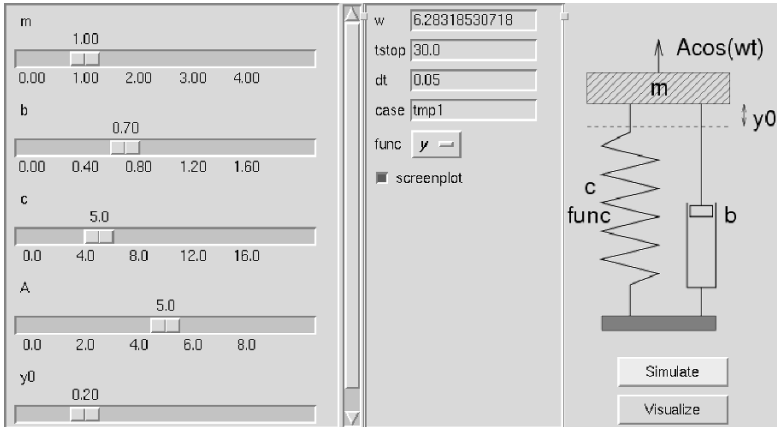 m
1.00
0.00 1.00 2.00 3.00 4.00
b
0.70
0.00 0.40 0.80 1.20 1.60
c
5.0
0.0 4.0 8.0 12.0 16.0
A
5.0
0.0 2.0 4.0 6.0 8.0
y0
0.20
w 6.28318530718
tstop 30.0
dt 0.05
case tmp1
func y
screenplot
Acos(wt)
m
y0
c
func
b
Simulate
Visualize